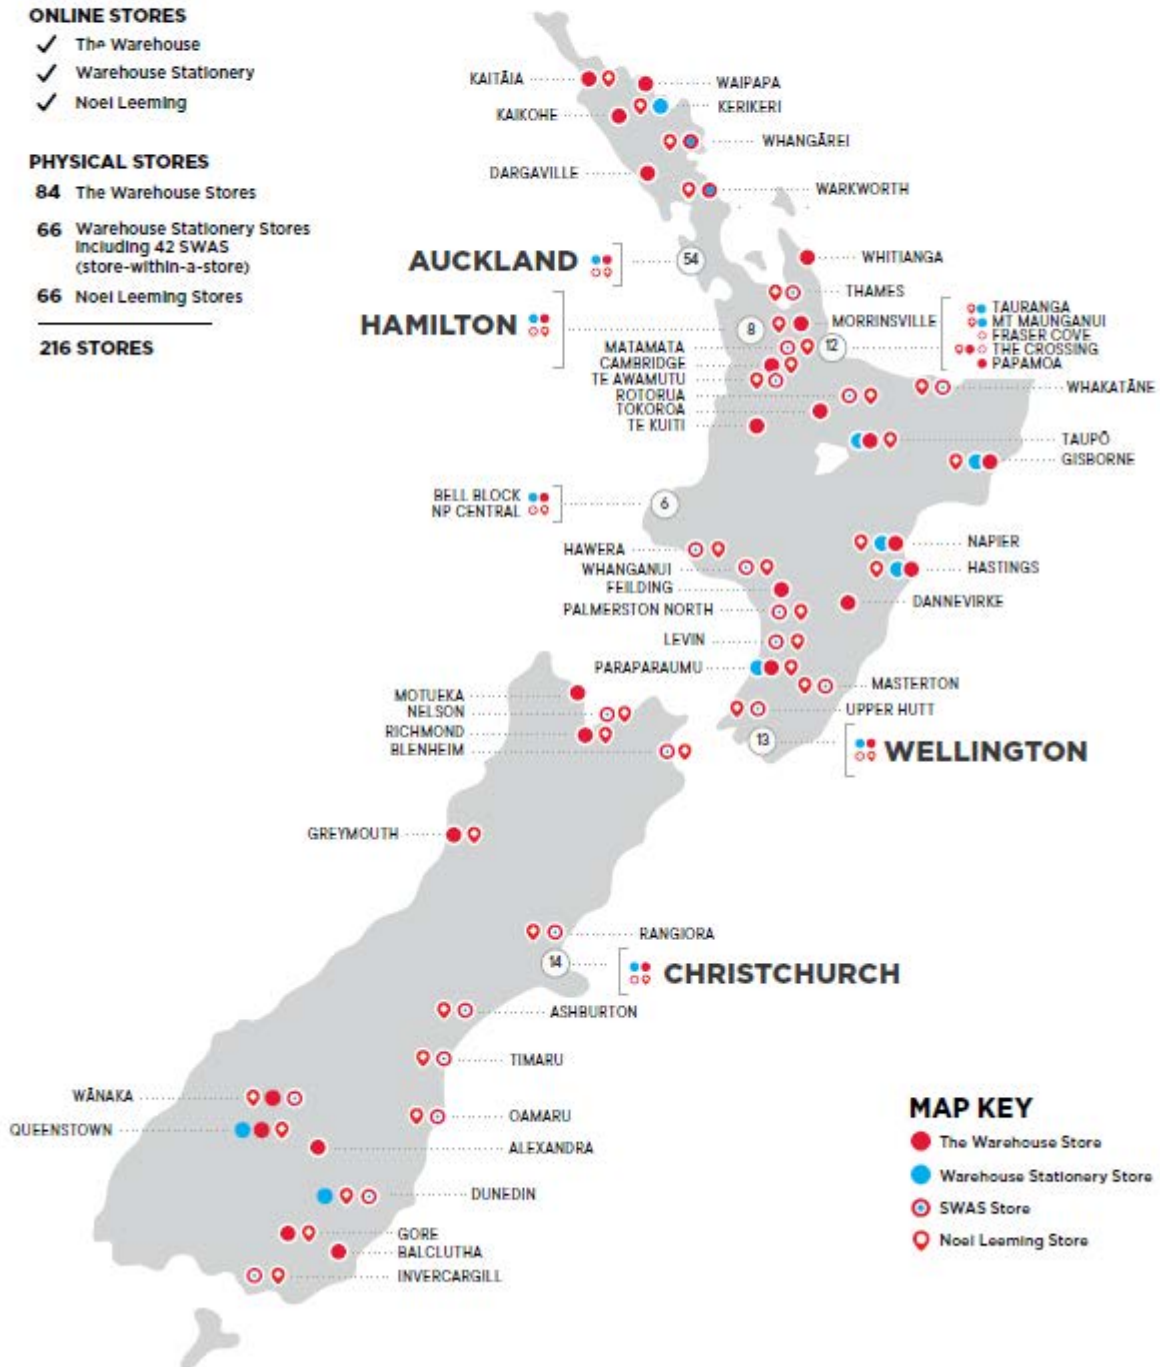 ONLINE STORES
The Warehouse
Warehouse Stationery
Noel Leeming
PHYSICAL STORES
84 The Warehouse Stores
66 Warehouse Stationery Stores
including 42 SWAS
(store-within-a-store)
66 Noel Leeming Stores
216 STORES
KAITĀIA
WAIPAPA
KERIKERI
KAIKOHE
WHANGĀREI
DARGAVILLE
WARKWORTH
AUCKLAND
54
WHITIANGA
THAMES
HAMILTON
8
MORRINSVILLE
12
TAURANGA
MT MAUNGANUI
FRASER COVE
THE CROSSING
PAPAMOA
MATAMATA
CAMBRIDGE
TE AWAMUTU
ROTORUA
TOKOROA
TE KUITI
WHAKATĀNE
TAUPŌ
GISBORNE
BELL BLOCK
NP CENTRAL
6
HAWERA
WHANGANUI
FEILDING
PALMERSTON NORTH
LEVIN
PARAPARAUMU
NAPIER
HASTINGS
DANNEVIRKE
MASTERTON
UPPER HUTT
13
WELLINGTON
MOTUEKA
NELSON
RICHMOND
BLENHEIM
GREYMOUTH
RANGIORA
14
CHRISTCHURCH
ASHBURTON
TIMARU
WĀNAKA
OAMARU
QUEENSTOWN
ALEXANDRA
DUNEDIN
GORE
BALCLUTHA
INVERCARGILL
MAP KEY
The Warehouse Store
Warehouse Stationery Store
SWAS Store
Noel Leeming Store